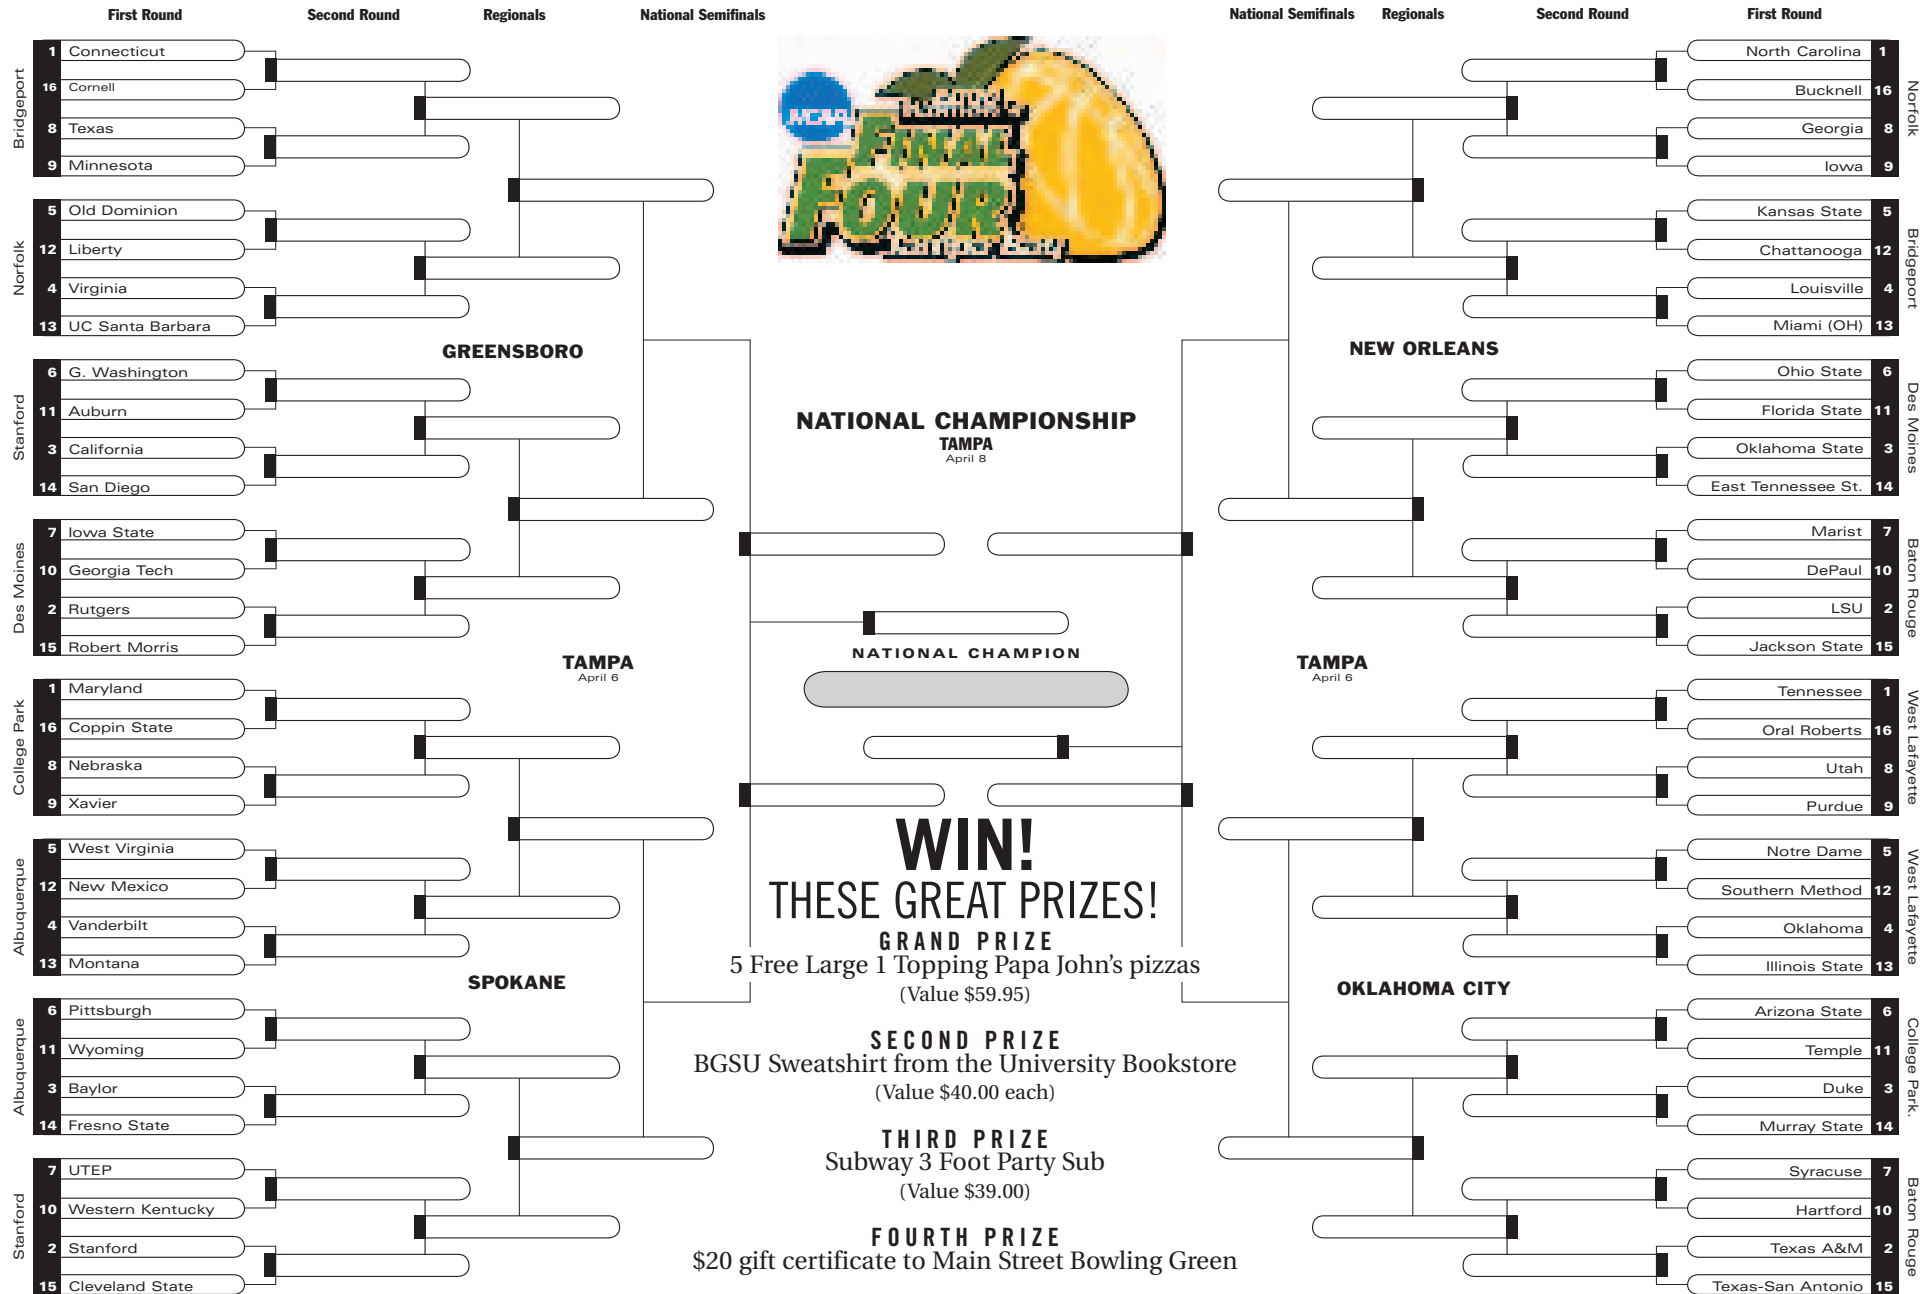 First Round Second Round Regionals National Semifinals
National Semifinals Regionals Second Round First Round
Bridgeport
1 Connecticut
16 Cornell
8 Texas
9 Minnesota
Norfolk
5 Old Dominion
12 Liberty
4 Virginia
13 UC Santa Barbara
GREENSBORO
Stanford
6 G. Washington
11 Auburn
3 California
14 San Diego
Des Moines
7 Iowa State
10 Georgia Tech
2 Rutgers
15 Robert Morris
TAMPA
April 6
College Park
1 Maryland
16 Coppin State
8 Nebraska
9 Xavier
Albuquerque
5 West Virginia
12 New Mexico
4 Vanderbilt
13 Montana
SPOKANE
Albuquerque
6 Pittsburgh
11 Wyoming
3 Baylor
14 Fresno State
Stanford
7 UTEP
10 Western Kentucky
2 Stanford
15 Cleveland State
NCAA
FINAL
FOUR
Tampa Bay
NATIONAL CHAMPIONSHIP
TAMPA
April 8
NATIONAL CHAMPION
WIN!
THESE GREAT PRIZES!
GRAND PRIZE
5 Free Large 1 Topping Papa John's pizzas
(Value $59.95)
SECOND PRIZE
BGSU Sweatshirt from the University Bookstore
(Value $40.00 each)
THIRD PRIZE
Subway 3 Foot Party Sub
(Value $39.00)
FOURTH PRIZE
$20 gift certificate to Main Street Bowling Green
North Carolina 1
Bucknell 16
Georgia 8
Iowa 9
Norfolk
Kansas State 5
Chattanooga 12
Louisville 4
Miami (OH) 13
Bridgeport
NEW ORLEANS
Ohio State 6
Florida State 11
Oklahoma State 3
East Tennessee St. 14
Des Moines
Marist 7
DePaul 10
LSU 2
Jackson State 15
Baton Rouge
TAMPA
April 6
Tennessee 1
Oral Roberts 16
Utah 8
Purdue 9
West Lafayette
Notre Dame 5
Southern Method 12
Oklahoma 4
Illinois State 13
West Lafayette
OKLAHOMA CITY
Arizona State 6
Temple 11
Duke 3
Murray State 14
College Park.
Syracuse 7
Hartford 10
Texas A&M 2
Texas-San Antonio 15
Baton Rouge